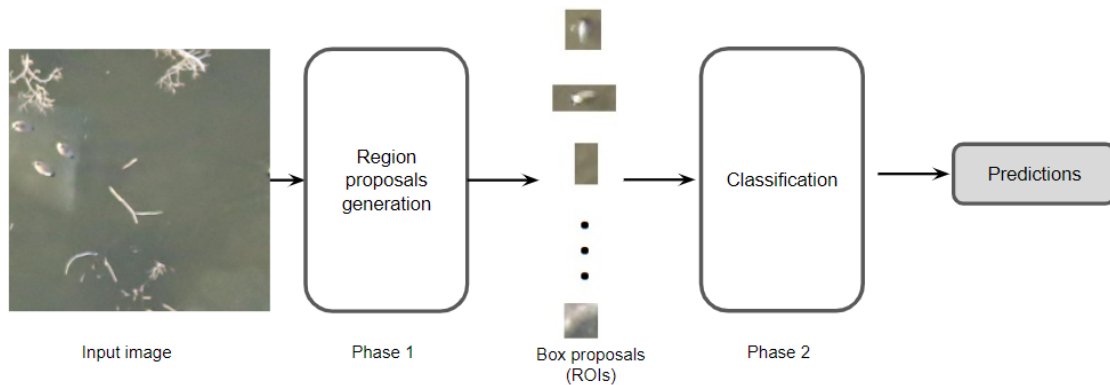 Region
proposals
generation
Classification
Predictions
Input image
Phase 1
Box proposals
(ROIs)
Phase 2